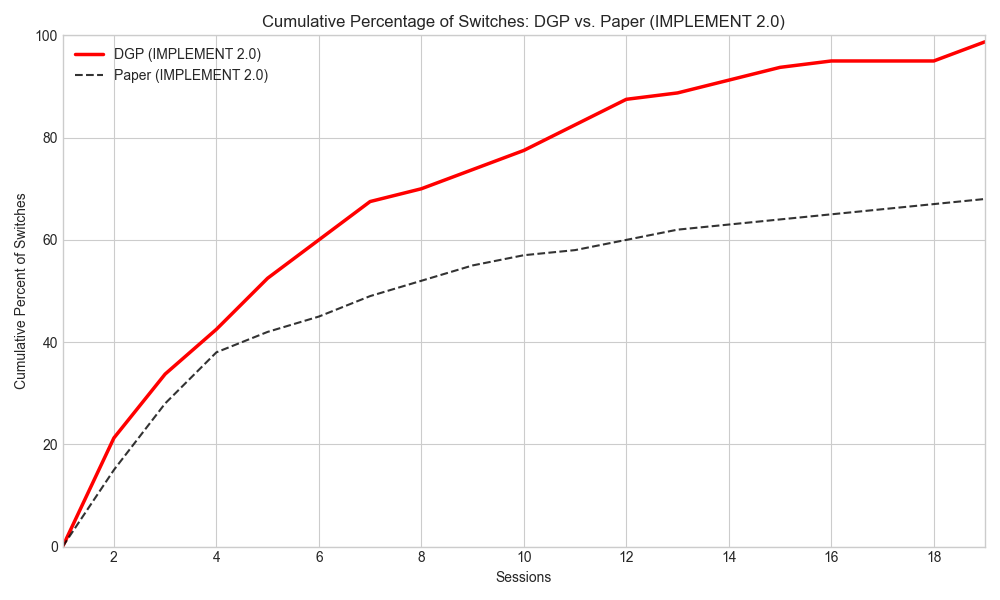 Cumulative Percentage of Switches: DGP vs. Paper (IMPLEMENT 2.0)
DGP (IMPLEMENT 2.0)
Paper (IMPLEMENT 2.0)
Cumulative Percent of Switches
100
80
60
40
20
0
2 4 6 8 10 12 14 16 18
Sessions